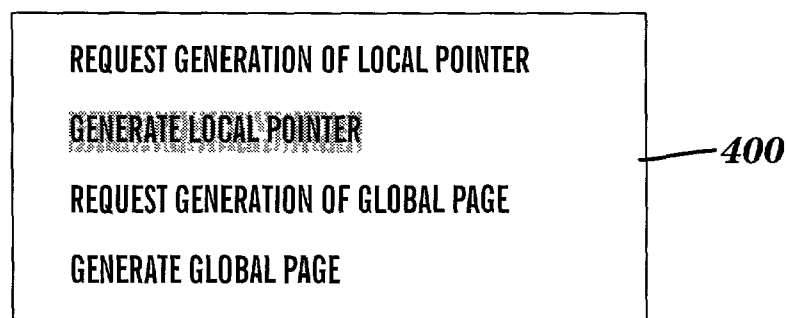 REQUEST GENERATION OF LOCAL POINTER
GENERATE LOCAL POINTER
400
REQUEST GENERATION OF GLOBAL PAGE
GENERATE GLOBAL PAGE